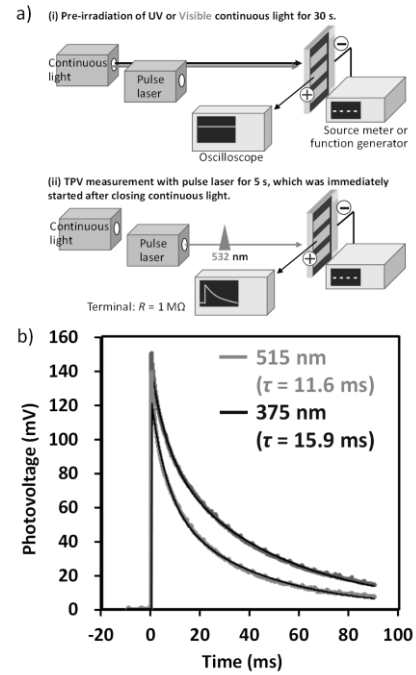 a)
(i) Pre-irradiation of UV or Visible continuous light for 30 s.
Continuous
light
Pulse
laser
Oscilloscope
Source meter or
function generator
(ii) TPV measurement with pulse laser for 5 s, which was immediately
started after closing continuous light.
Continuous
light
Pulse
laser
532 nm
Terminal: R = 1 MΩ
b)
160
140
120
100
80
60
40
20
0
Photovoltage (mV)
515 nm
(τ = 11.6 ms)
375 nm
(τ = 15.9 ms)
-20 0 20 40 60 80 100
Time (ms)